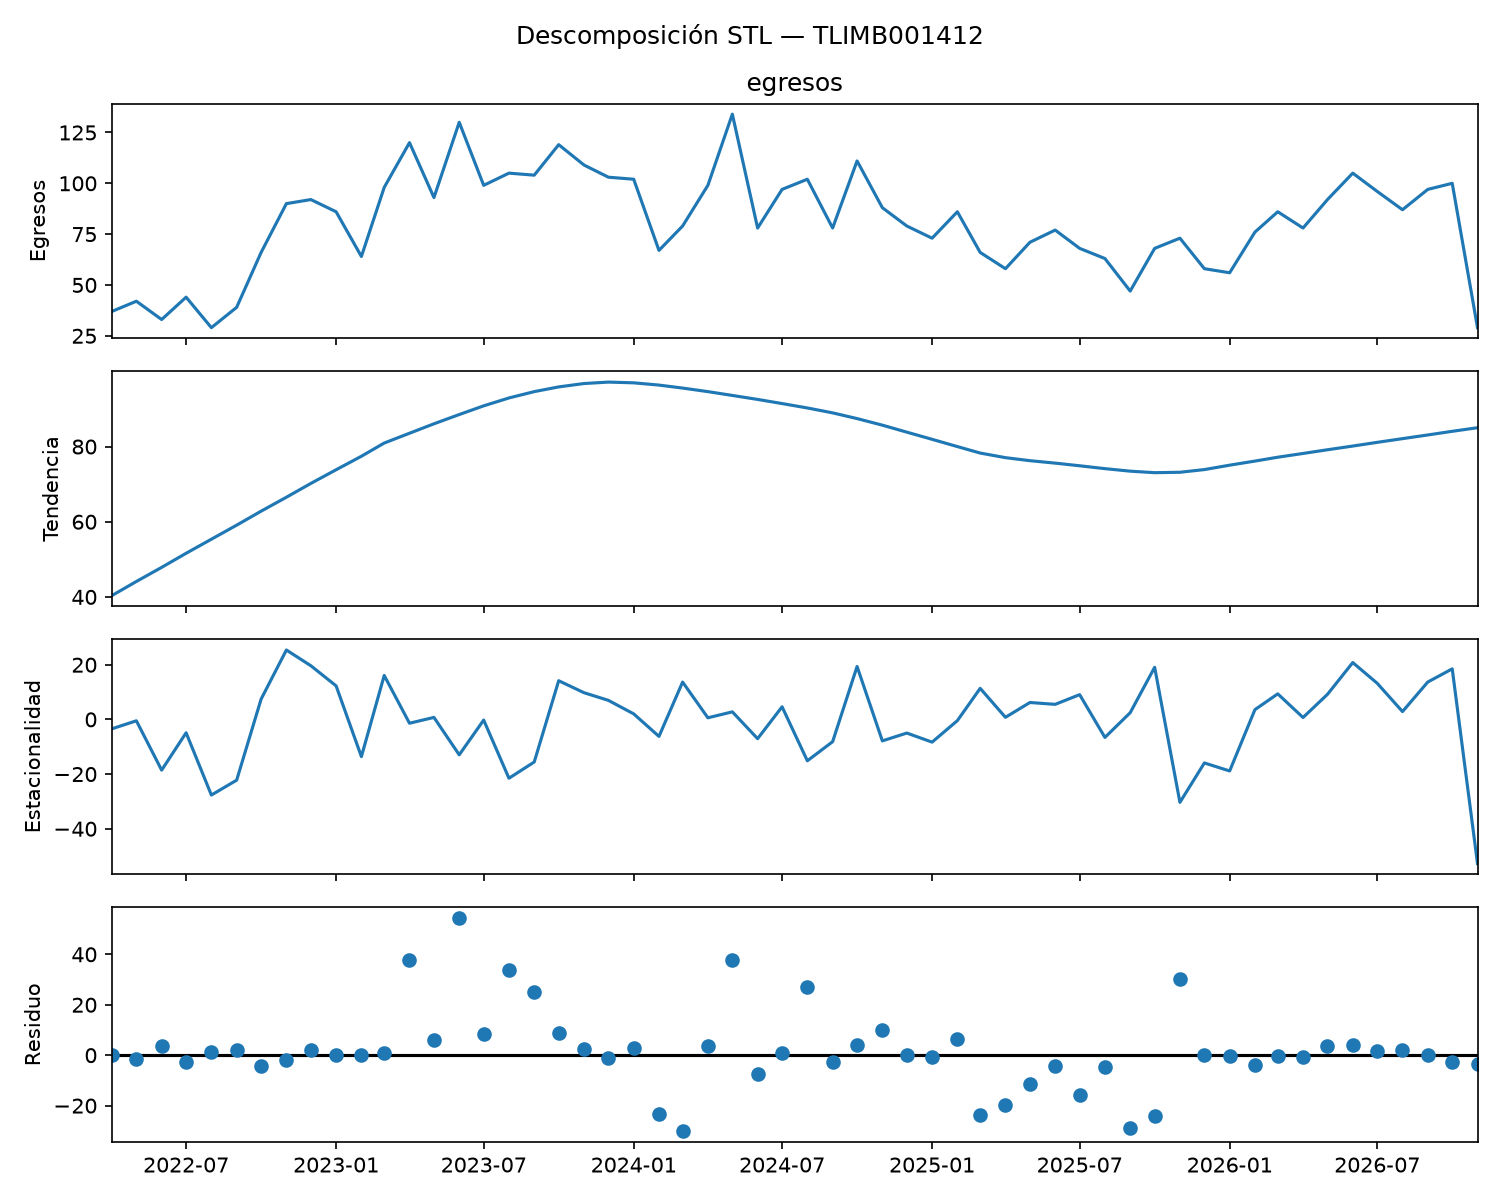 Descomposición STL — TLIMB001412
egresos
Egresos
125
100
75
50
25
Tendencia
80
60
40
Estacionalidad
20
0
−20
−40
Residuo
40
20
0
−20
2022-07 2023-01 2023-07 2024-01 2024-07 2025-01 2025-07 2026-01 2026-07